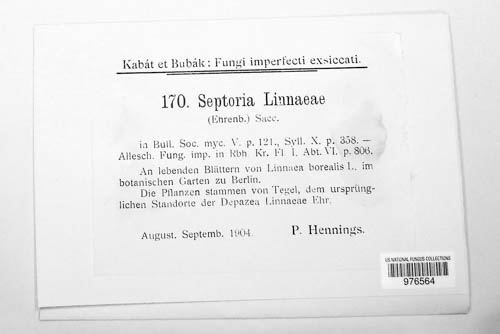 Kabát et Bubák: Fungi imperfecti exsiccati.
170. Septoria Linnaeae
(Ehrenb.) Sacc.
in Bull. Soc. myc. V. p. 121., Syll. X. p. 358. —
Allesch. Fung. imp. in Rbh. Kr. Fl. I. Abt. VI. p. 806.
An lebenden Blättern von Linnaea borealis L. im
botanischen Garten zu Berlin.
Die Pflanzen stammen von Tegel, dem ursprüng-
lichen Standorte der Depazea Linnaeae Ehr.
August. Septemb. 1904. P. Hennings.
US NATIONAL FUNGUS COLLECTIONS
976564